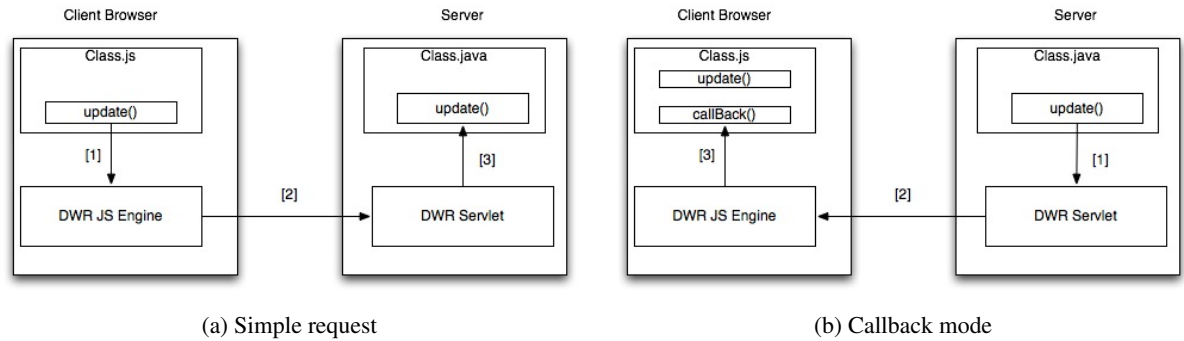 Client Browser
Server
Class.js
Class.java
update()
update()
[1]
[3]
[2]
DWR JS Engine
DWR Servlet
(a) Simple request
Client Browser
Server
Class.js
Class.java
update()
callBack()
update()
[3]
[1]
[2]
DWR JS Engine
DWR Servlet
(b) Callback mode